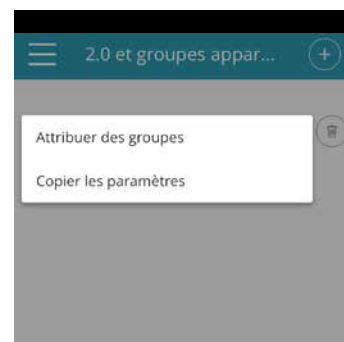 2.0 et groupes appar...
Attribuer des groupes
Copier les paramètres